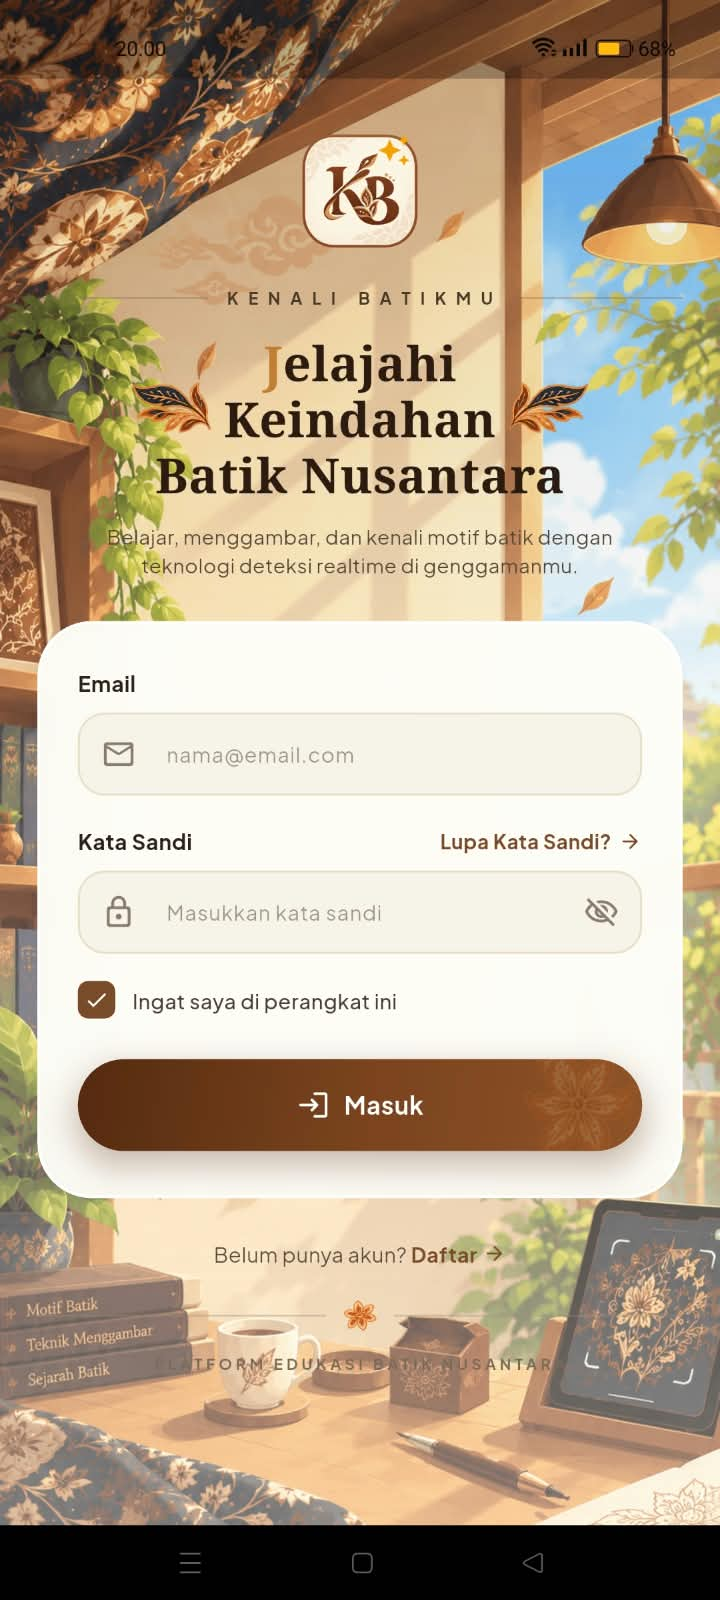 20.00
68%
KB
KENALI BATIKMU
Jelajahi
Keindahan
Batik Nusantara
Belajar, menggambar, dan kenali motif batik dengan
teknologi deteksi realtime di genggamanmu.
Email
nama@email.com
Kata Sandi
Lupa Kata Sandi? →
Masukkan kata sandi
Ingat saya di perangkat ini
Masuk
Belum punya akun? Daftar →
Motif Batik
Teknik Menggambar
Sejarah Batik
PLATFORM EDUKASI BATIK NUSANTARA